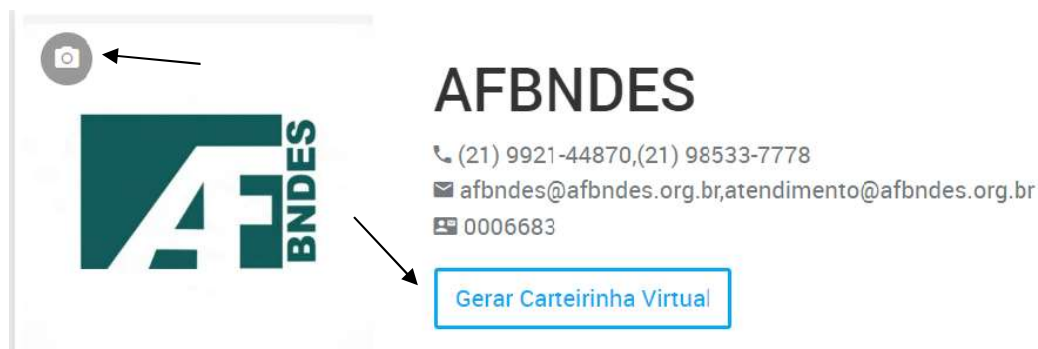 AF
BNDES
AFBNDES
(21) 9921-44870,(21) 98533-7778
afbndes@afbndes.org.br,atendimento@afbndes.org.br
0006683
Gerar Carteirinha Virtual